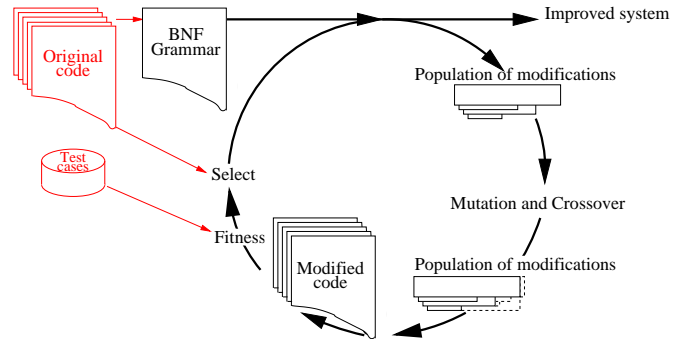 Improved system
BNF
Grammar
Original
code
Population of modifications
Test
cases
Select
Mutation and Crossover
Fitness
Modified
code
Population of modifications